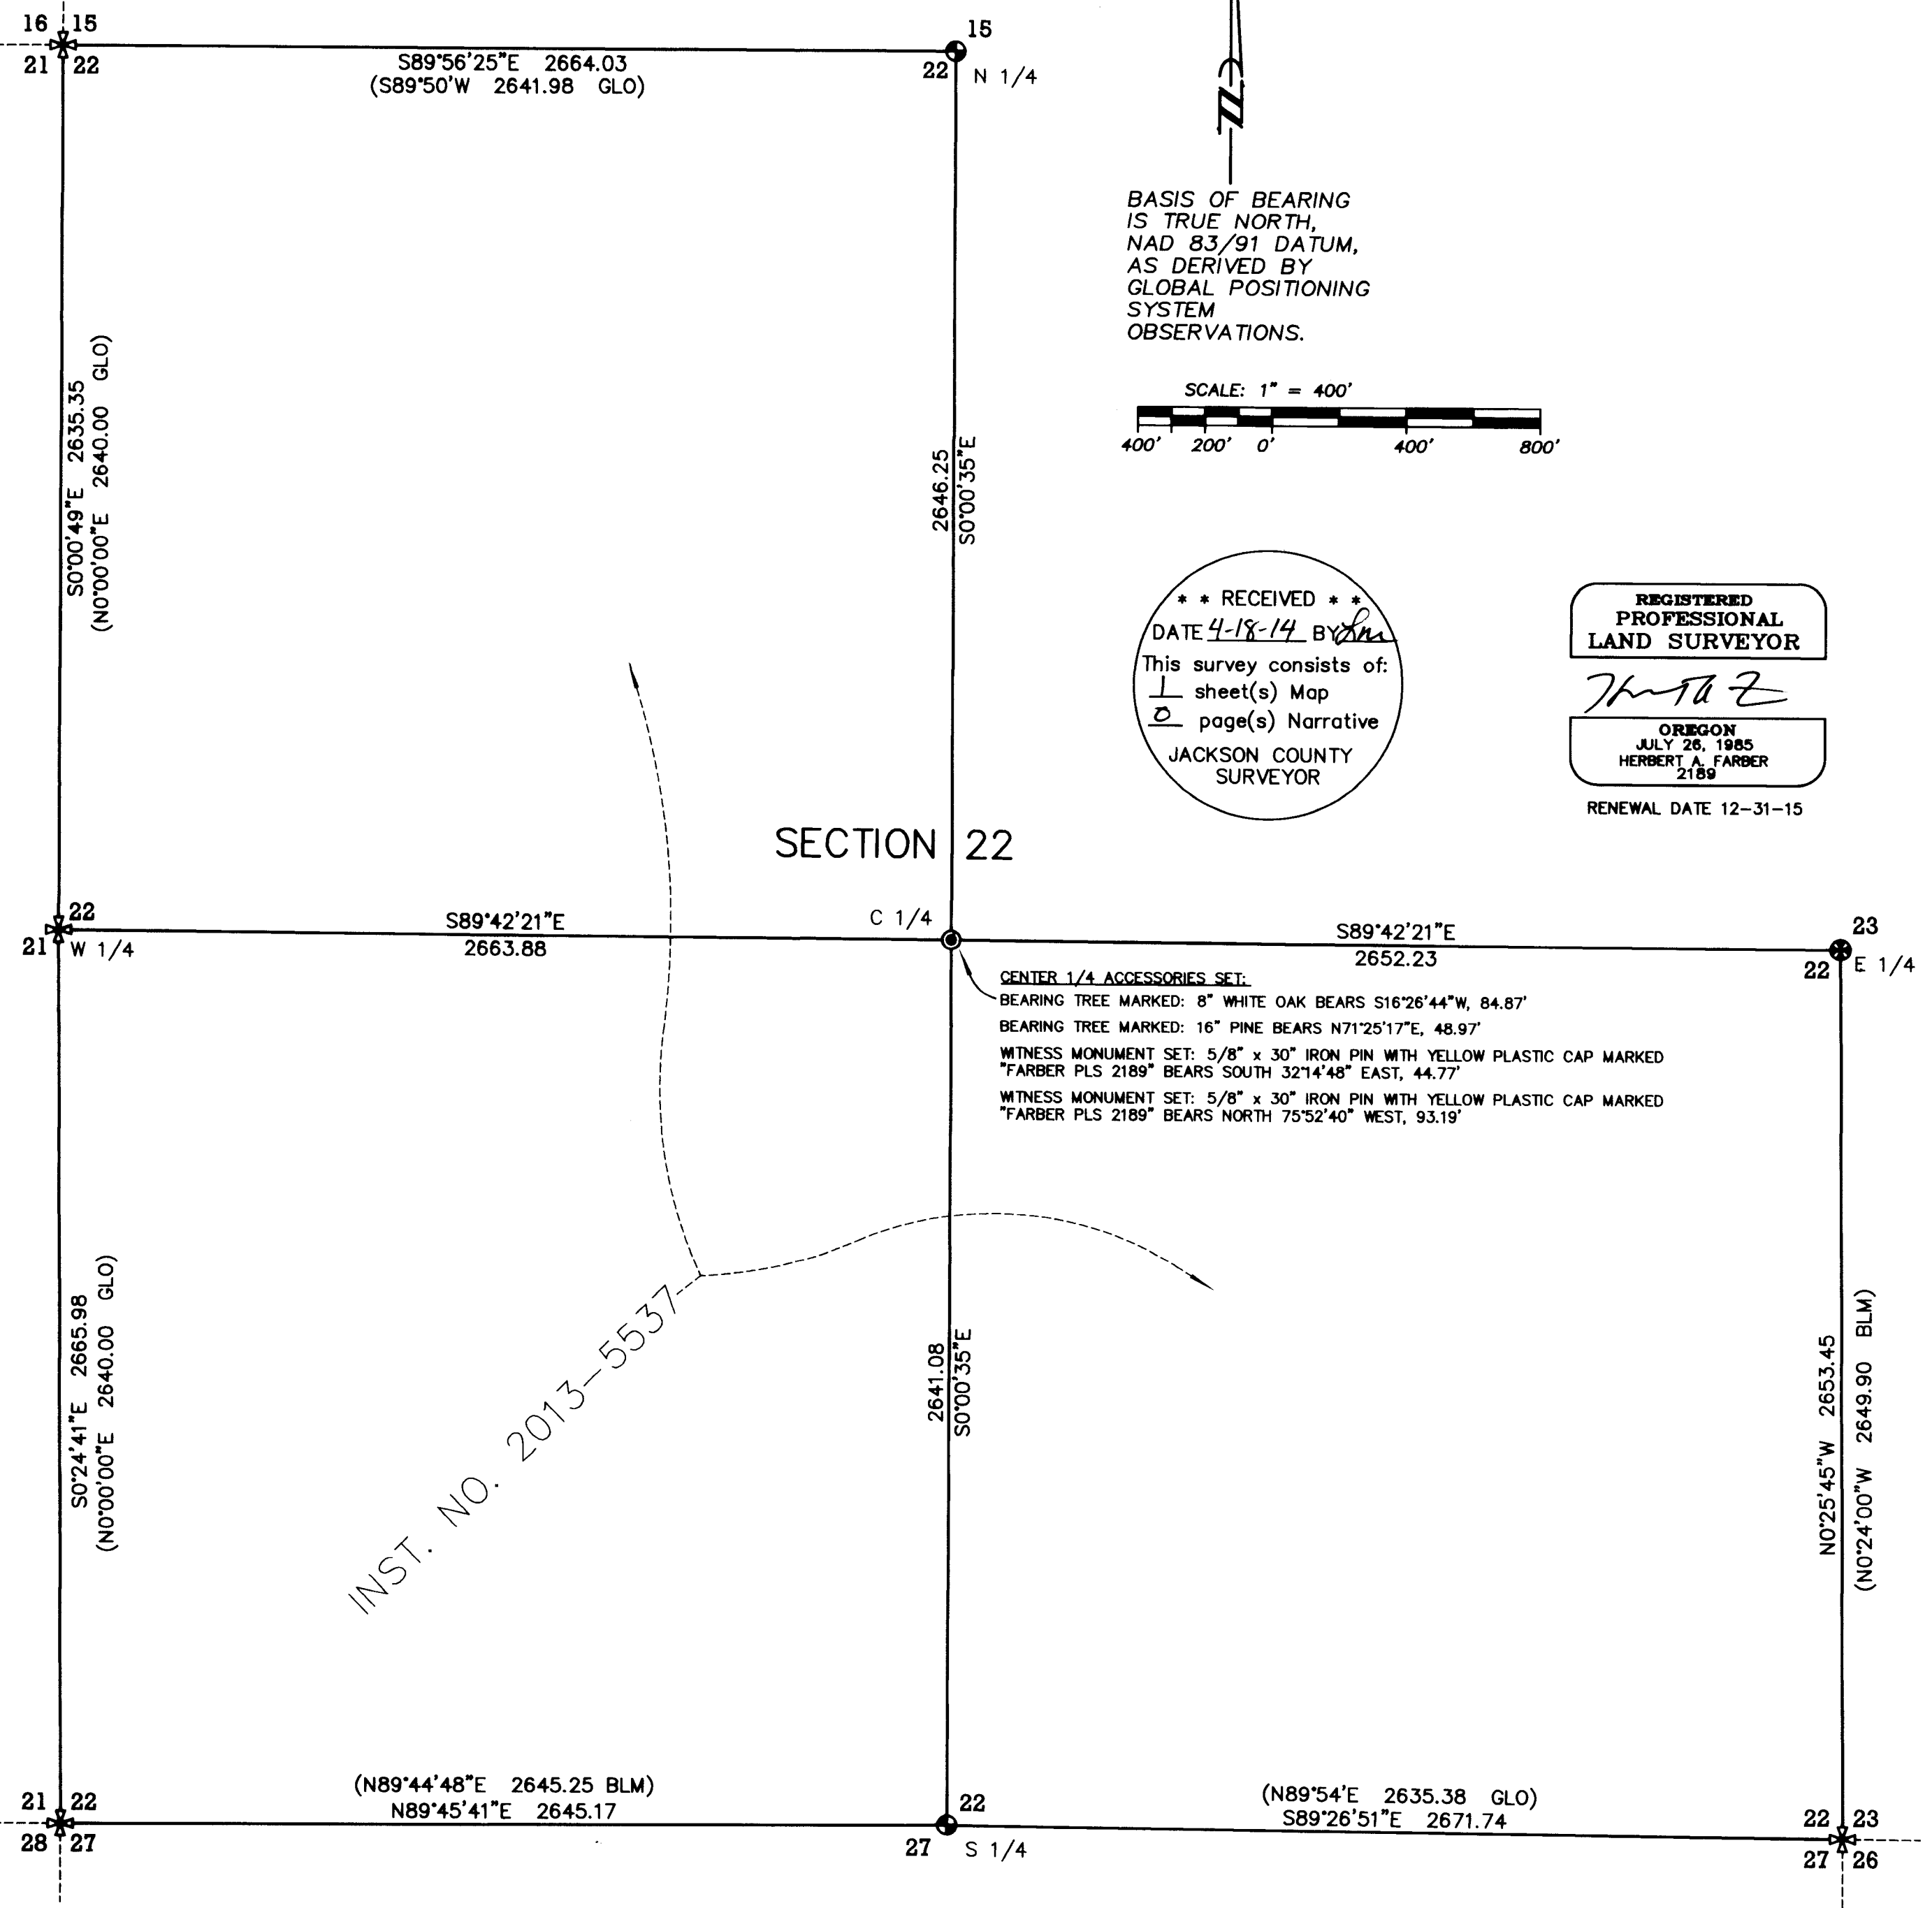 16 15
21 22
S89°56'25"E 2664.03
(S89°50'W 2641.98 GLO)
15
22 N 1/4
BASIS OF BEARING
IS TRUE NORTH,
NAD 83/91 DATUM,
AS DERIVED BY
GLOBAL POSITIONING
SYSTEM
OBSERVATIONS.
SCALE: 1" = 400'
400' 200' 0' 400' 800'
S0°00'49"E 2635.35
(N0°00'00"E 2640.00 GLO)
2646.25
S0°00'35"E
* * RECEIVED * *
DATE 4-18-14 BY
This survey consists of:
1 sheet(s) Map
0 page(s) Narrative
JACKSON COUNTY
SURVEYOR
REGISTERED
PROFESSIONAL
LAND SURVEYOR
OREGON
JULY 26, 1985
HERBERT A. FARBER
2189
RENEWAL DATE 12-31-15
SECTION 22
22
21 W 1/4
S89°42'21"E
2663.88
C 1/4
S89°42'21"E
2652.23
23
22 E 1/4
CENTER 1/4 ACCESSORIES SET:
BEARING TREE MARKED: 8" WHITE OAK BEARS S16°26'44"W, 84.87'
BEARING TREE MARKED: 16" PINE BEARS N71°25'17"E, 48.97'
WITNESS MONUMENT SET: 5/8" x 30" IRON PIN WITH YELLOW PLASTIC CAP MARKED
"FARBER PLS 2189" BEARS SOUTH 32°14'48" EAST, 44.77'
WITNESS MONUMENT SET: 5/8" x 30" IRON PIN WITH YELLOW PLASTIC CAP MARKED
"FARBER PLS 2189" BEARS NORTH 75°52'40" WEST, 93.19'
S0°24'41"E 2665.98
(N0°00'00"E 2640.00 GLO)
INST. NO. 2013-5537
2641.08
S0°00'35"E
N0°25'45"W 2653.45
(N0°24'00"W 2649.90 BLM)
21 22
28 27
(N89°44'48"E 2645.25 BLM)
N89°45'41"E 2645.17
22
27 S 1/4
(N89°54'E 2635.38 GLO)
S89°26'51"E 2671.74
22 23
27 26